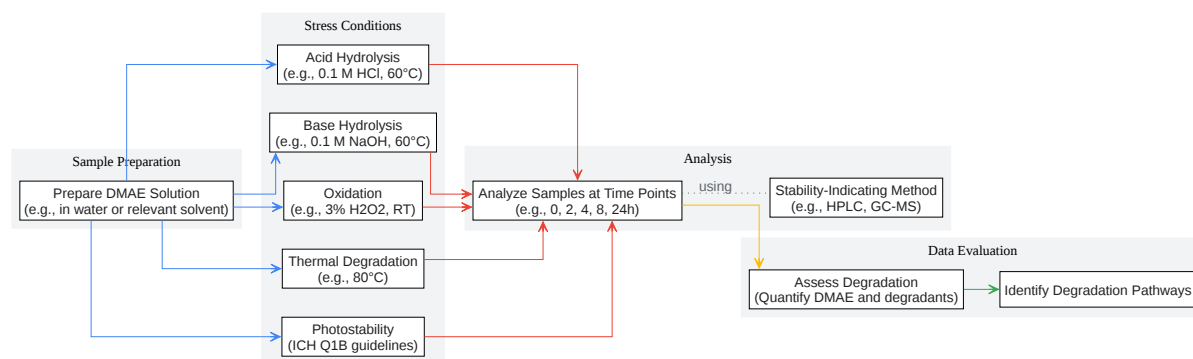 Sample Preparation
Prepare DMAE Solution
(e.g., in water or relevant solvent)
Stress Conditions
Acid Hydrolysis
(e.g., 0.1 M HCl, 60°C)
Base Hydrolysis
(e.g., 0.1 M NaOH, 60°C)
Oxidation
(e.g., 3% H2O2, RT)
Thermal Degradation
(e.g., 80°C)
Photostability
(ICH Q1B guidelines)
Analysis
Analyze Samples at Time Points
(e.g., 0, 2, 4, 8, 24h)
using
Stability-Indicating Method
(e.g., HPLC, GC-MS)
Data Evaluation
Assess Degradation
(Quantify DMAE and degradants)
Identify Degradation Pathways